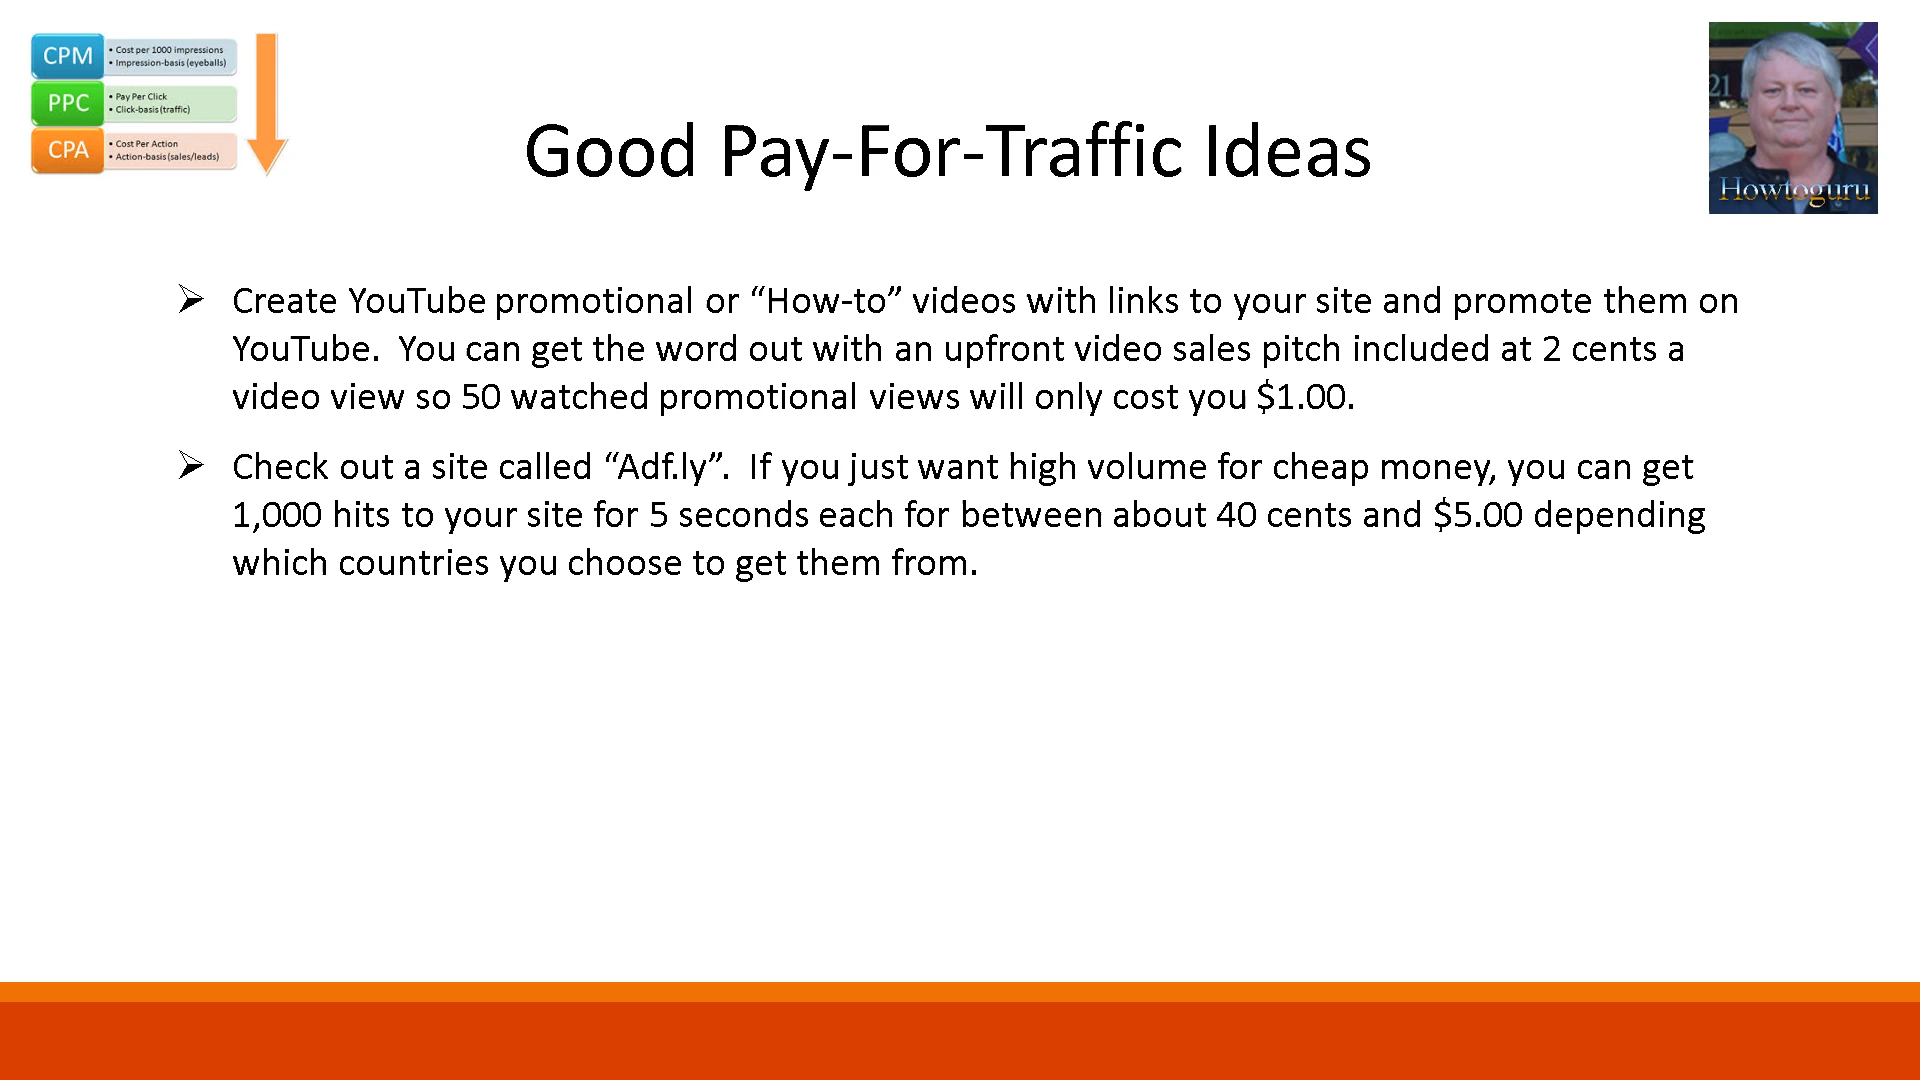 CPM
• Cost per 1000 impressions
• Impression-basis (eyeballs)
PPC
• Pay Per Click
• Click-basis (traffic)
CPA
• Cost Per Action
• Action-basis (sales/leads)
21
Howtoguru
Good Pay-For-Traffic Ideas
➢ Create YouTube promotional or “How-to” videos with links to your site and promote them on
YouTube.  You can get the word out with an upfront video sales pitch included at 2 cents a
video view so 50 watched promotional views will only cost you $1.00.
➢ Check out a site called “Adf.ly”.  If you just want high volume for cheap money, you can get
1,000 hits to your site for 5 seconds each for between about 40 cents and $5.00 depending
which countries you choose to get them from.